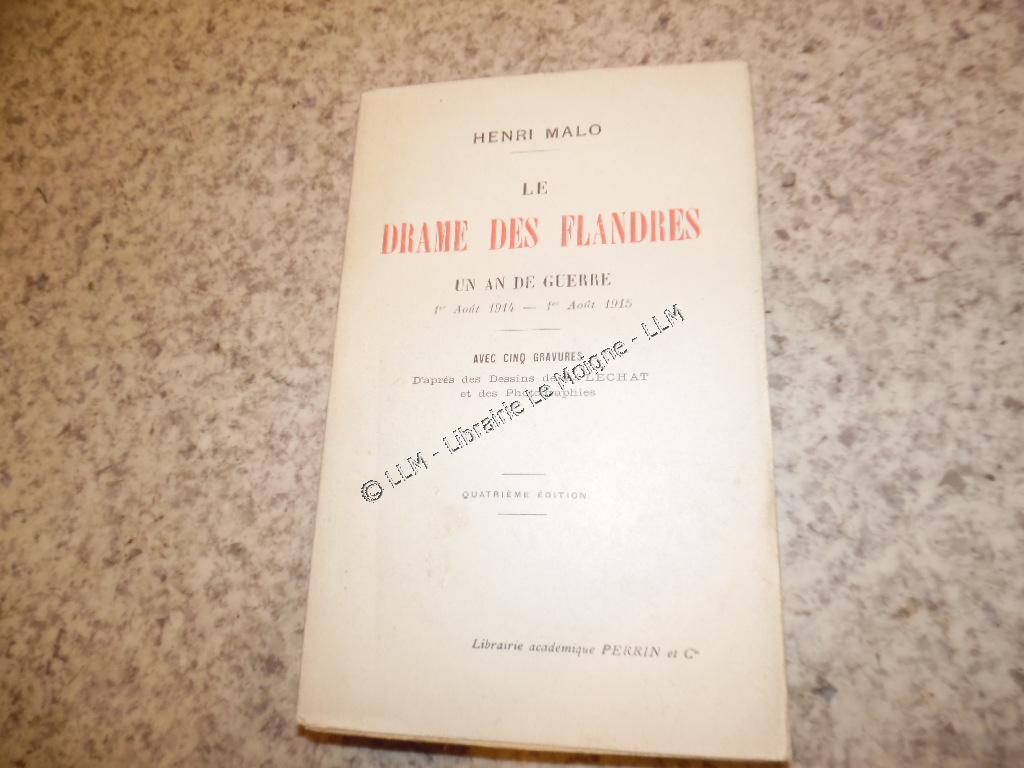 HENRI MALO
LE
DRAME DES FLANDRES
UN AN DE GUERRE
1er Août 1914 — 1er Août 1915
AVEC CINQ GRAVURES
D'après des Dessins de LECHAT
et des Photographies
© LLM - Librairie Le Moigne - LLM
QUATRIÈME ÉDITION
Librairie académique PERRIN et Cie